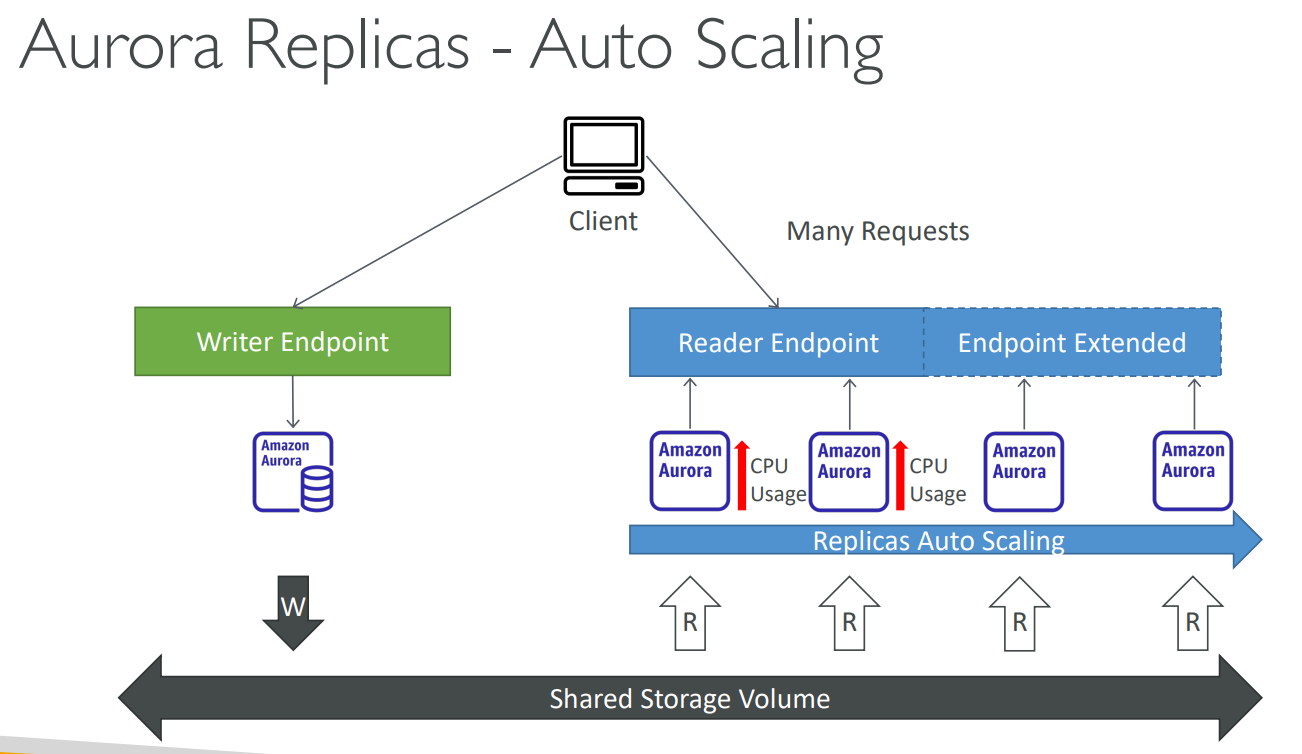 Aurora Replicas - Auto Scaling
Client
Many Requests
Writer Endpoint
Reader Endpoint
Endpoint Extended
Amazon
Aurora
Amazon
Aurora
CPU
Usage
Amazon
Aurora
CPU
Usage
Amazon
Aurora
Amazon
Aurora
Replicas Auto Scaling
W
R
R
R
R
Shared Storage Volume